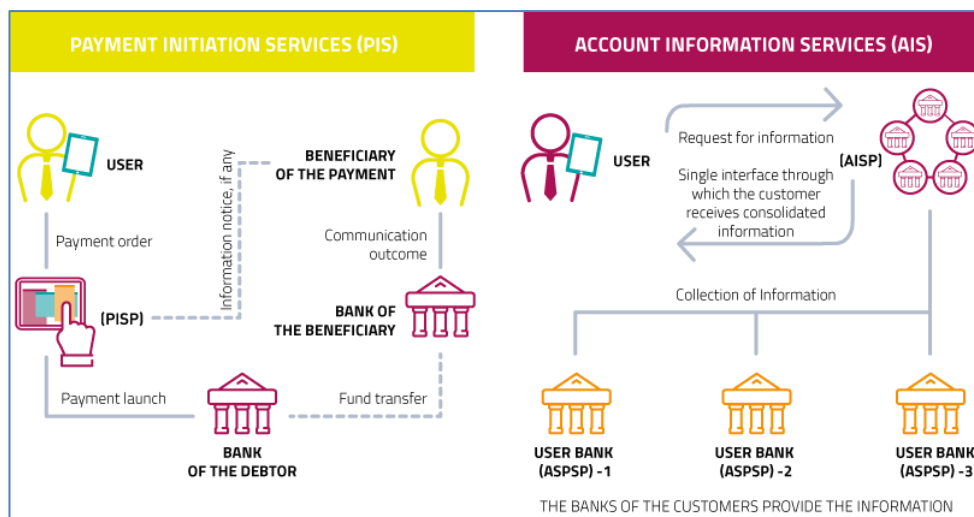 PAYMENT INITIATION SERVICES (PIS)
USER
BENEFICIARY
OF THE PAYMENT
Information notice, if any
Payment order
Communication
outcome
(PISP)
BANK OF
THE BENEFICIARY
Payment launch
Fund transfer
BANK
OF THE DEBTOR
ACCOUNT INFORMATION SERVICES (AIS)
USER
Request for information
(AISP)
Single interface through
which the customer
receives consolidated
information
Collection of Information
USER BANK
(ASPSP) -1
USER BANK
(ASPSP) -2
USER BANK
(ASPSP) -3
THE BANKS OF THE CUSTOMERS PROVIDE THE INFORMATION